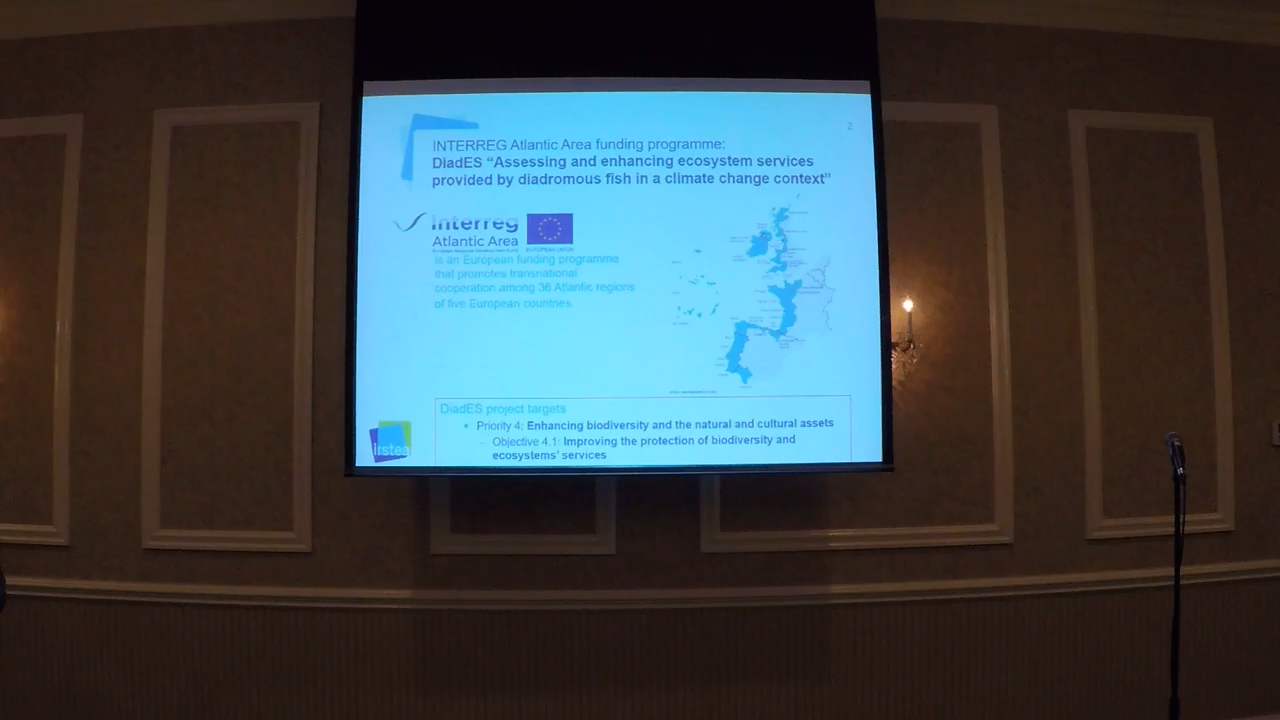 2
INTERREG Atlantic Area funding programme:
DiadES “Assessing and enhancing ecosystem services
provided by diadromous fish in a climate change context”
Interreg
Atlantic Area
EUROPEAN UNION
is an European funding programme
that promotes transnational
cooperation among 36 Atlantic regions
of five European countries.
DiadES project targets
Priority 4: Enhancing biodiversity and the natural and cultural assets
Objective 4.1: Improving the protection of biodiversity and
ecosystems’ services
irstea